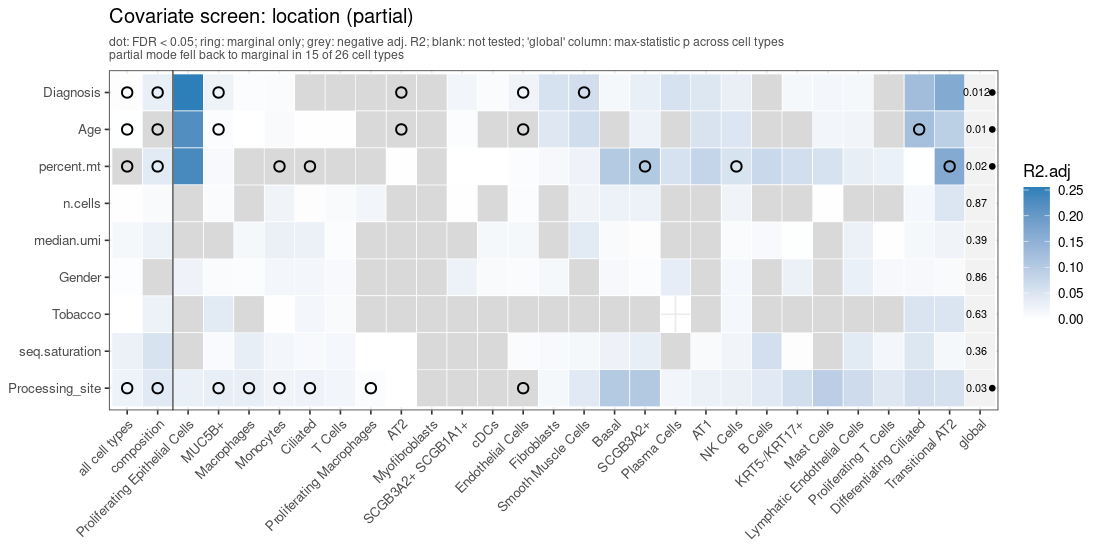 Covariate screen: location (partial)
dot: FDR < 0.05; ring: marginal only; grey: negative adj. R2; blank: not tested; 'global' column: max-statistic p across cell types
partial mode fell back to marginal in 15 of 26 cell types
Diagnosis
0.012
Age
0.01
percent.mt
0.02
n.cells
0.87
median.umi
0.39
Gender
0.86
Tobacco
0.63
seq.saturation
0.36
Processing_site
0.03
R2.adj
0.25
0.20
0.15
0.10
0.05
0.00
all cell types
composition
Proliferating Epithelial Cells
MUC5B+
Macrophages
Monocytes
Ciliated
T Cells
Proliferating Macrophages
AT2
Myofibroblasts
SCGB3A2+ SCGB1A1+
cDCs
Endothelial Cells
Fibroblasts
Smooth Muscle Cells
Basal
SCGB3A2+
Plasma Cells
AT1
NK Cells
B Cells
KRT5-/KRT17+
Mast Cells
Lymphatic Endothelial Cells
Proliferating T Cells
Differentiating Ciliated
Transitional AT2
global